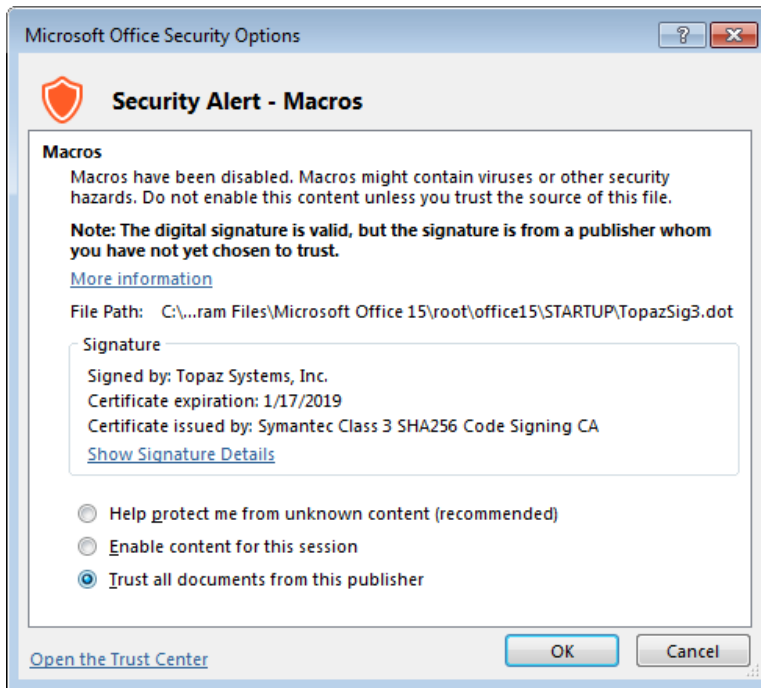 Microsoft Office Security Options
?
Security Alert - Macros
Macros
Macros have been disabled. Macros might contain viruses or other security
hazards. Do not enable this content unless you trust the source of this file.
Note: The digital signature is valid, but the signature is from a publisher whom
you have not yet chosen to trust.
More information
File Path: C:\...ram Files\Microsoft Office 15\root\office15\STARTUP\TopazSig3.dot
Signature
Signed by: Topaz Systems, Inc.
Certificate expiration: 1/17/2019
Certificate issued by: Symantec Class 3 SHA256 Code Signing CA
Show Signature Details
Help protect me from unknown content (recommended)
Enable content for this session
Trust all documents from this publisher
Open the Trust Center
OK
Cancel